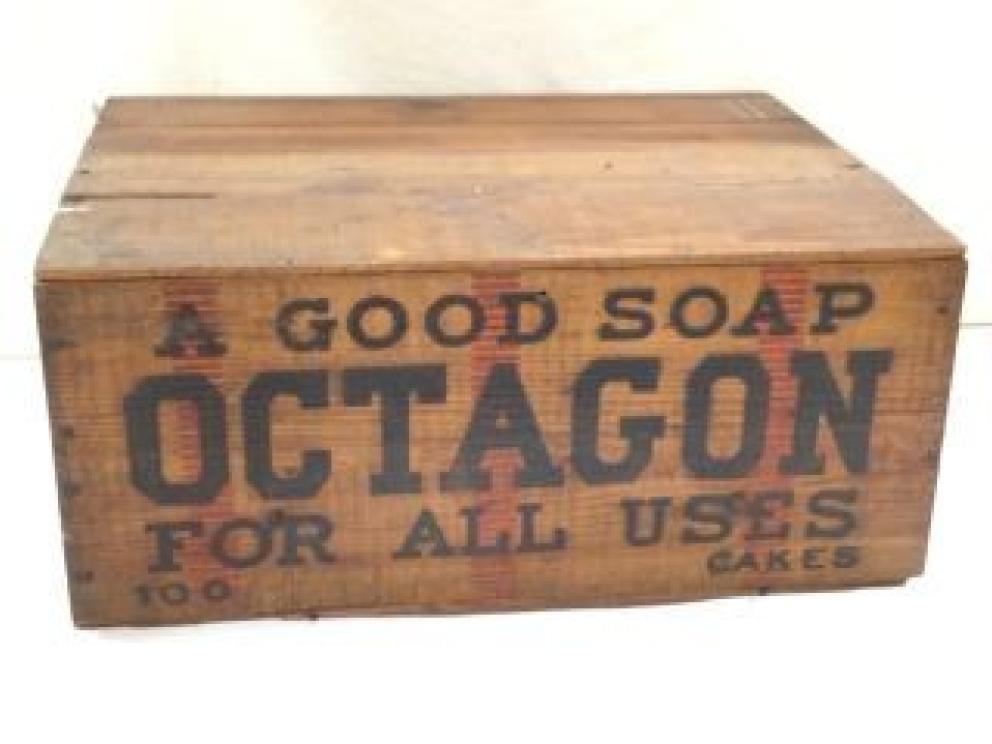 A GOOD SOAP
OCTAGON
FOR ALL USES
100 CAKES